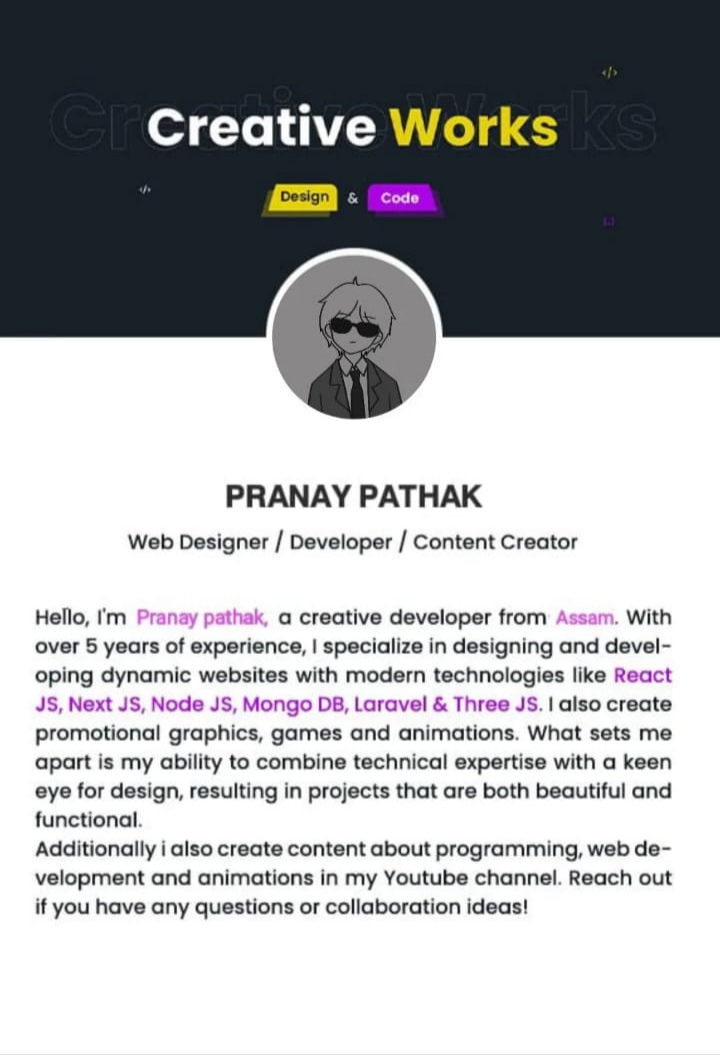 </>
Creative Works
</>
Design & Code
PRANAY PATHAK
Web Designer / Developer / Content Creator
Hello, I'm Pranay pathak, a creative developer from Assam. With
over 5 years of experience, I specialize in designing and devel-
oping dynamic websites with modern technologies like React
JS, Next JS, Node JS, Mongo DB, Laravel & Three JS. I also create
promotional graphics, games and animations. What sets me
apart is my ability to combine technical expertise with a keen
eye for design, resulting in projects that are both beautiful and
functional.
Additionally i also create content about programming, web de-
velopment and animations in my Youtube channel. Reach out
if you have any questions or collaboration ideas!